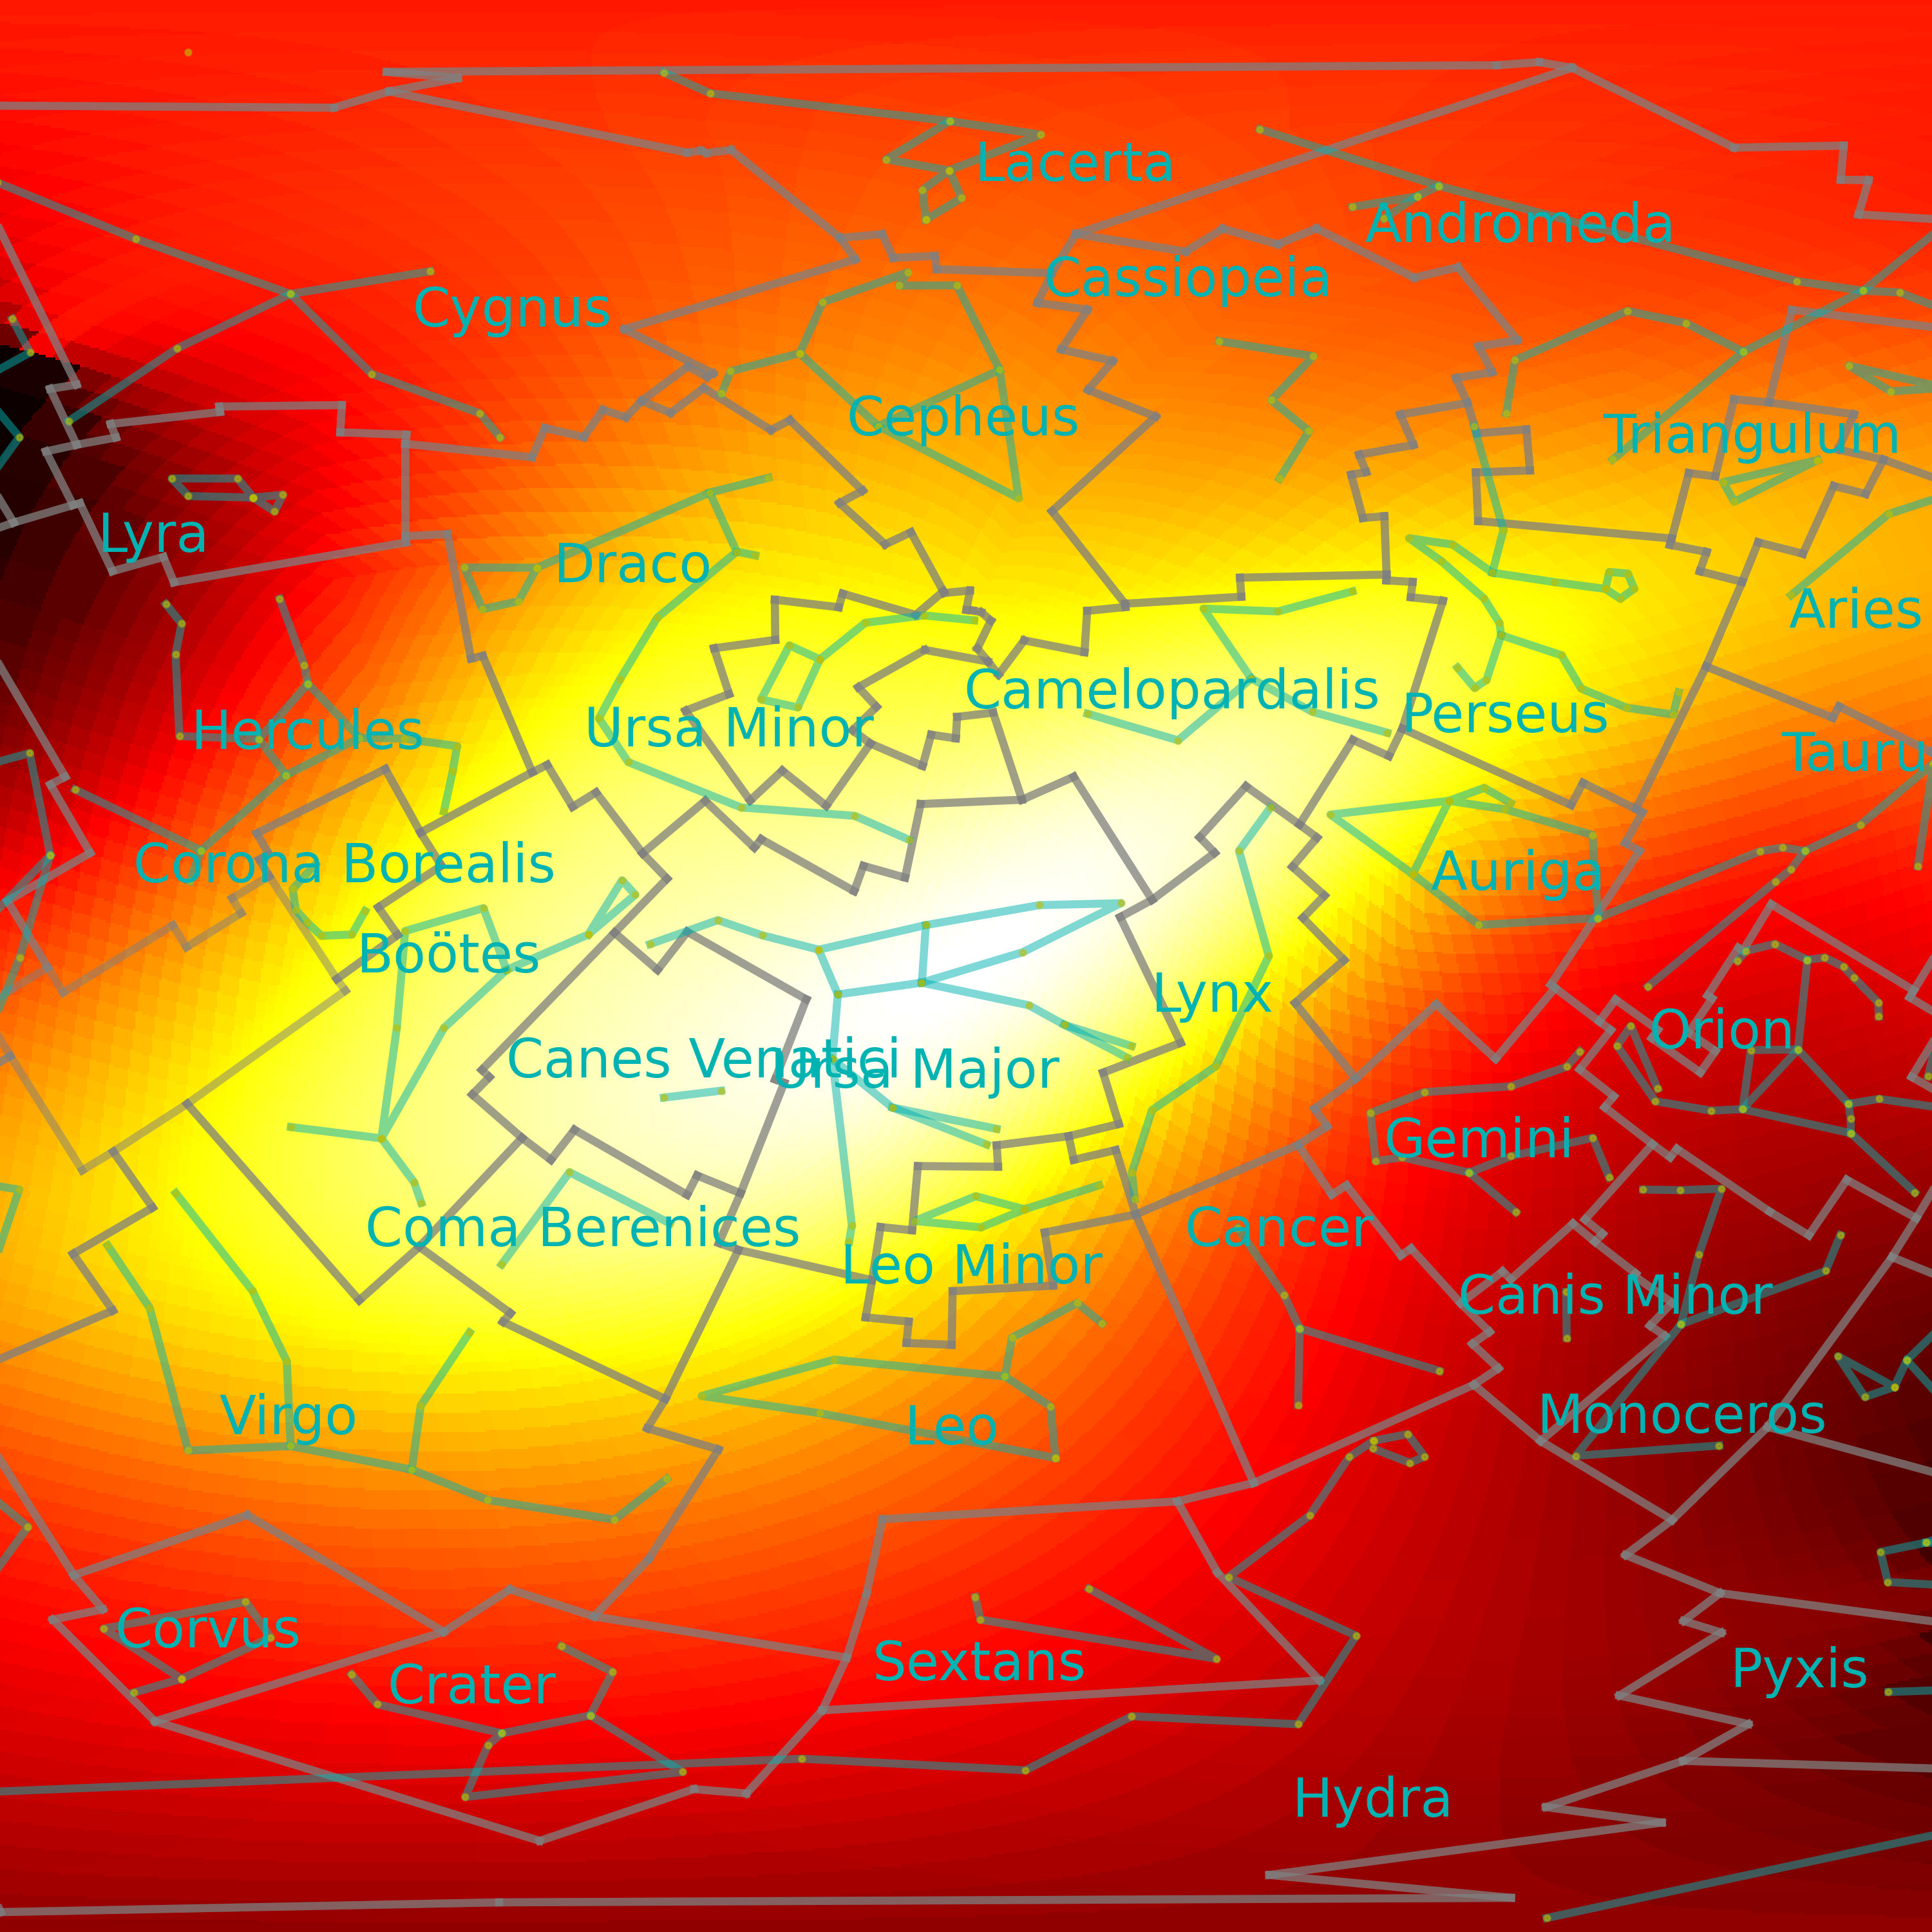 Lacerta
Andromeda
Cassiopeia
Cygnus
Cepheus
Triangulum
Lyra
Draco
Aries
Camelopardalis
Perseus
Hercules
Ursa Minor
Tauru
Corona Borealis
Auriga
Boötes
Lynx
Orion
Canes Venatici
Ursa Major
Gemini
Coma Berenices
Cancer
Leo Minor
Canis Minor
Virgo
Leo
Monoceros
Corvus
Sextans
Pyxis
Crater
Hydra